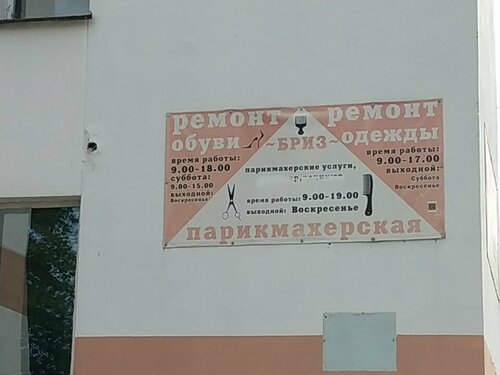 ремонт
обуви
время работы:
9.00-18.00
суббота:
9.00-15.00
выходной:
Воскресенье
~БРИЗ~
парикмахерские услуги,
время работы: 9.00-19.00
выходной: Воскресенье
ремонт
одежды
время работы:
9.00-17.00
выходной:
Суббота
Воскресенье
парикмахерская